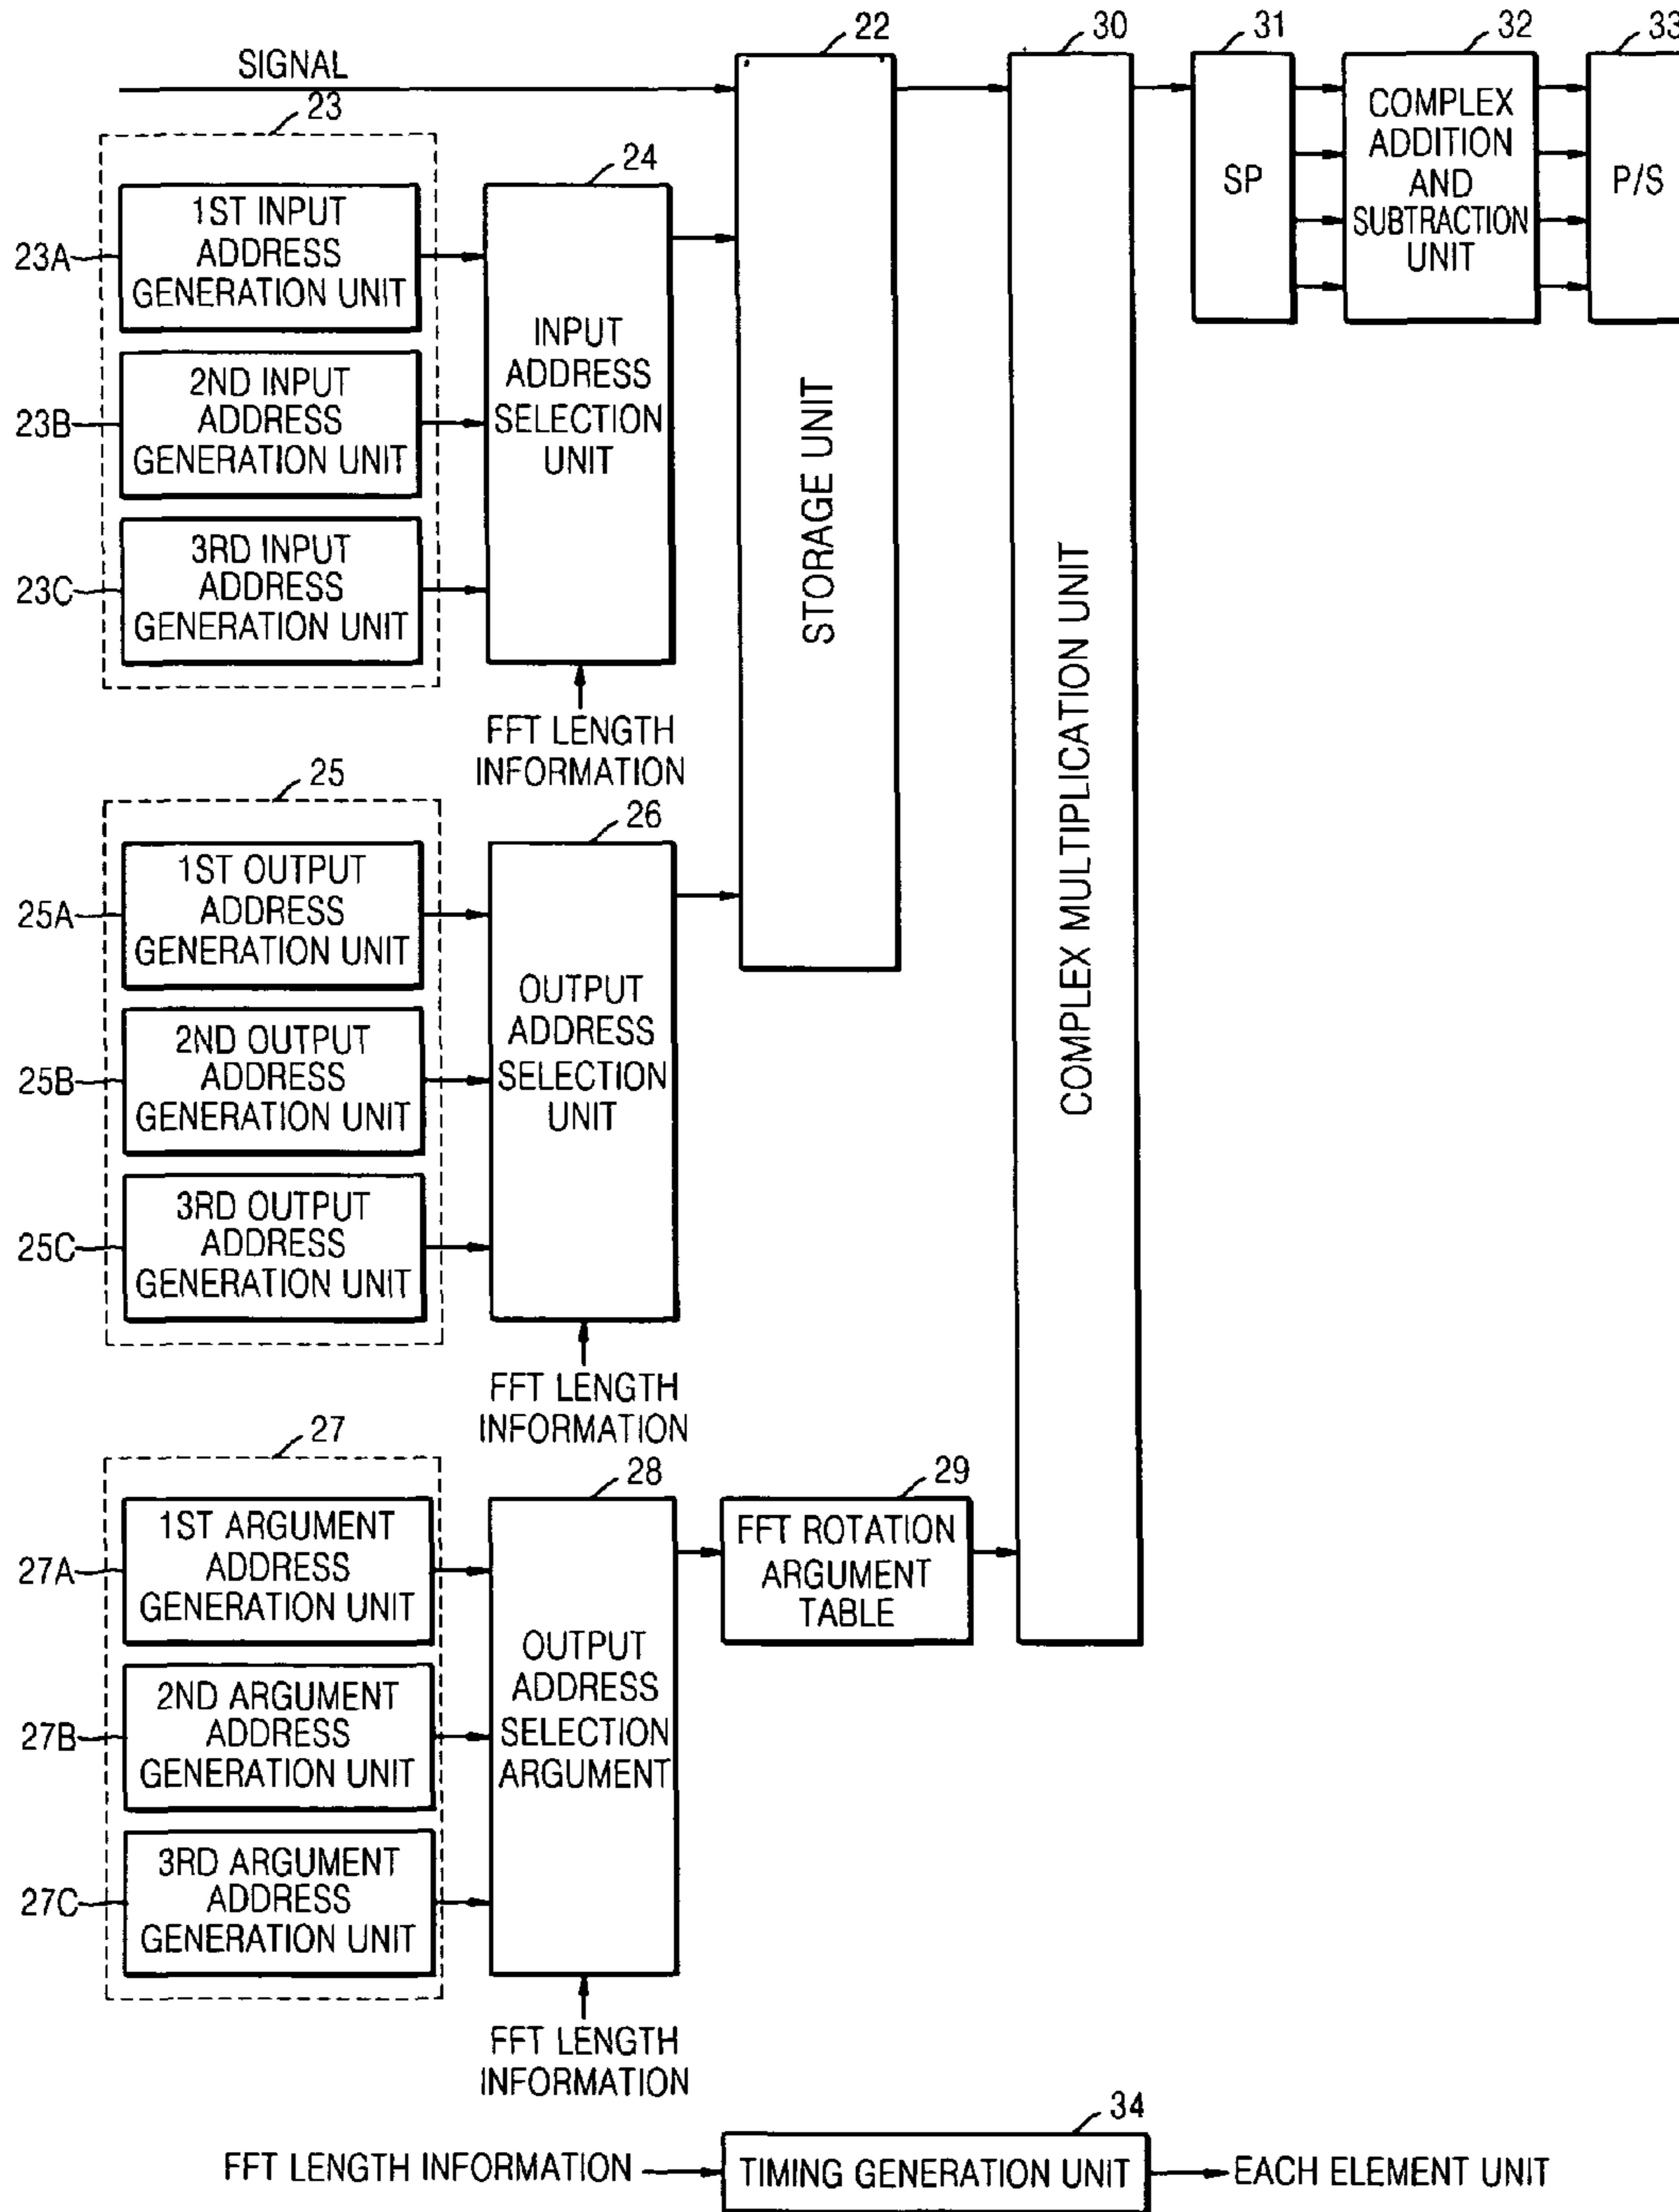 22
30
31
32
33
SIGNAL
23
24
1ST INPUT
ADDRESS
GENERATION UNIT
23A
2ND INPUT
ADDRESS
GENERATION UNIT
23B
3RD INPUT
ADDRESS
GENERATION UNIT
23C
INPUT
ADDRESS
SELECTION
UNIT
FFT LENGTH
INFORMATION
STORAGE UNIT
COMPLEX MULTIPLICATION UNIT
SP
COMPLEX
ADDITION
AND
SUBTRACTION
UNIT
P/S
25
26
1ST OUTPUT
ADDRESS
GENERATION UNIT
25A
2ND OUTPUT
ADDRESS
GENERATION UNIT
25B
3RD OUTPUT
ADDRESS
GENERATION UNIT
25C
OUTPUT
ADDRESS
SELECTION
UNIT
FFT LENGTH
INFORMATION
27
28
29
1ST ARGUMENT
ADDRESS
GENERATION UNIT
27A
2ND ARGUMENT
ADDRESS
GENERATION UNIT
27B
3RD ARGUMENT
ADDRESS
GENERATION UNIT
27C
OUTPUT
ADDRESS
SELECTION
ARGUMENT
FFT ROTATION
ARGUMENT
TABLE
FFT LENGTH
INFORMATION
34
FFT LENGTH INFORMATION
TIMING GENERATION UNIT
EACH ELEMENT UNIT